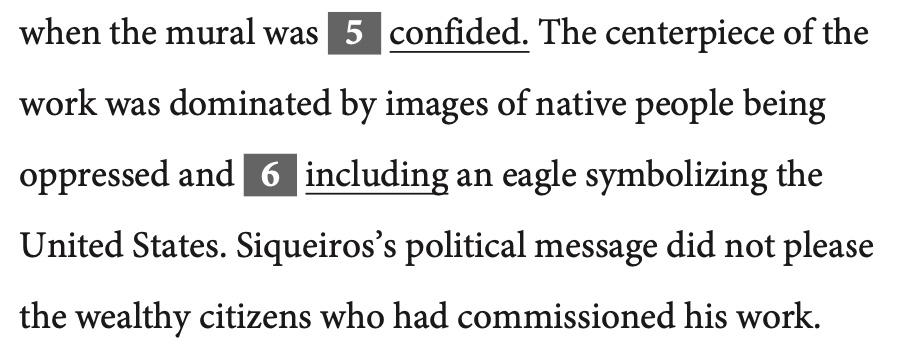 when the mural was 5 confided. The centerpiece of the
work was dominated by images of native people being
oppressed and 6 including an eagle symbolizing the
United States. Siqueiros’s political message did not please
the wealthy citizens who had commissioned his work.